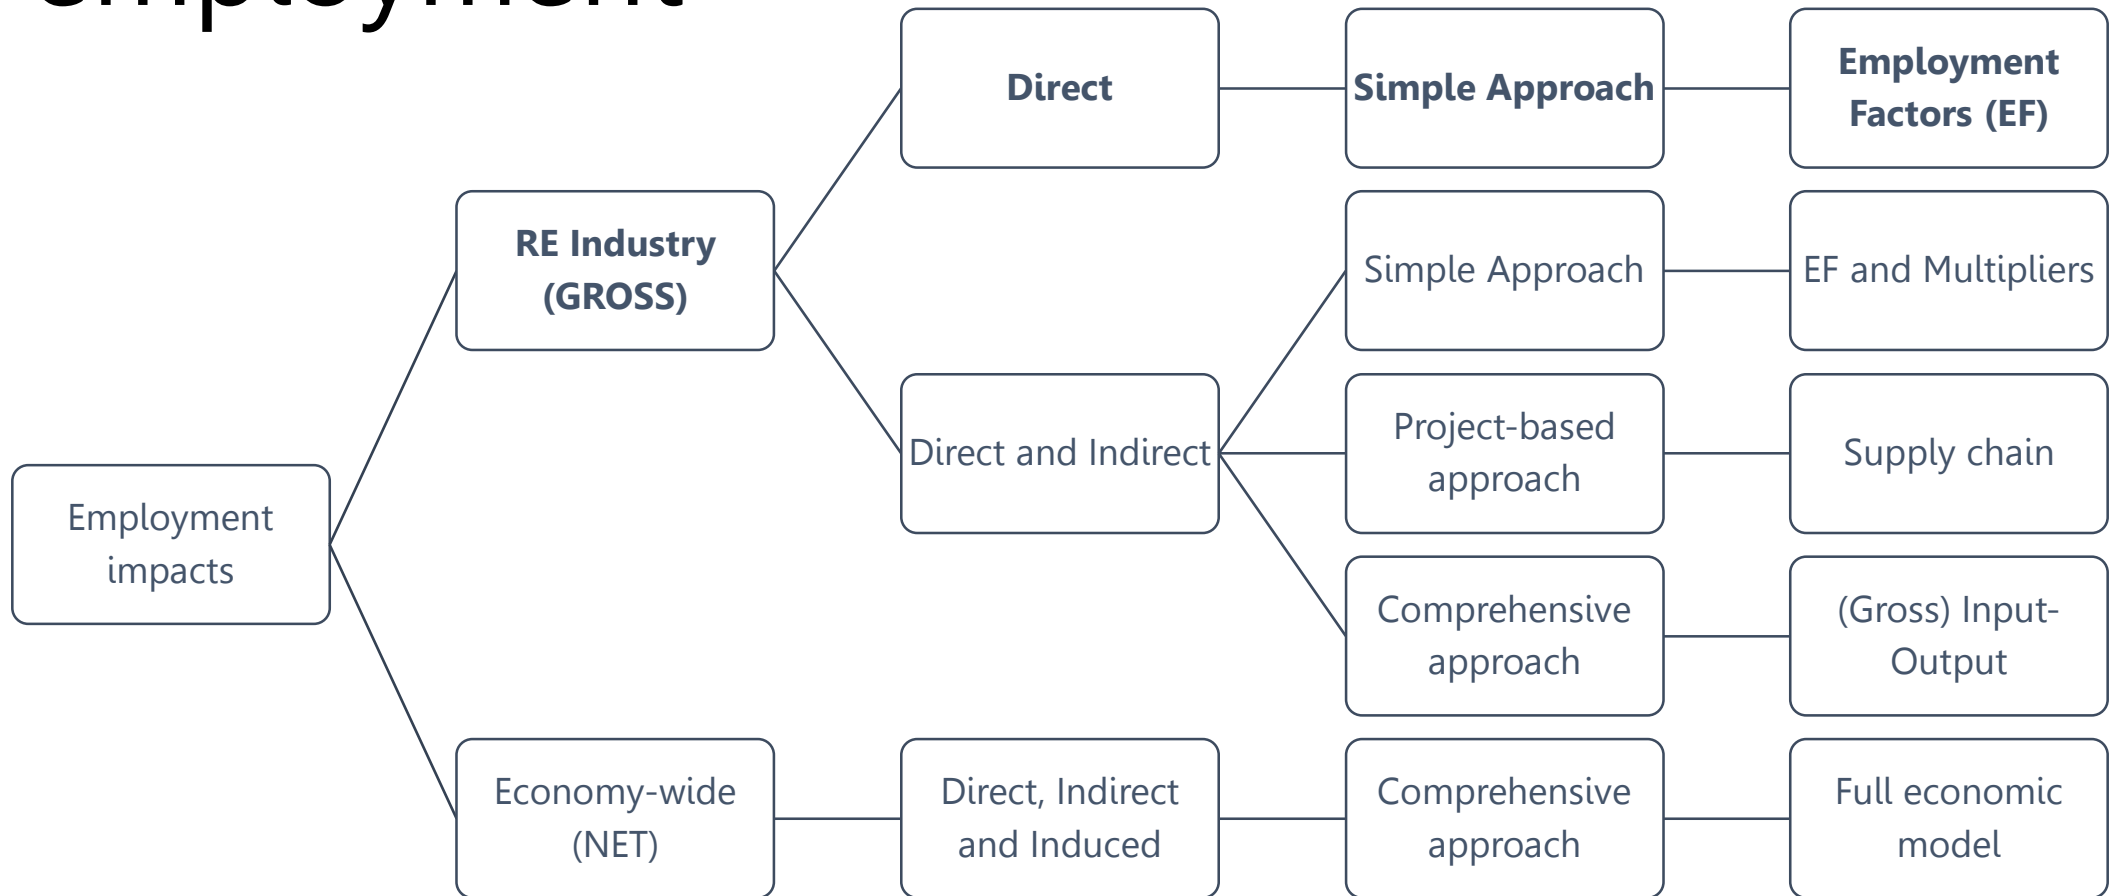 employment
Direct
Simple Approach
Employment
Factors (EF)
RE Industry
(GROSS)
Simple Approach
EF and Multipliers
Direct and Indirect
Project-based
approach
Supply chain
Employment
impacts
Comprehensive
approach
(Gross) Input-
Output
Economy-wide
(NET)
Direct, Indirect
and Induced
Comprehensive
approach
Full economic
model